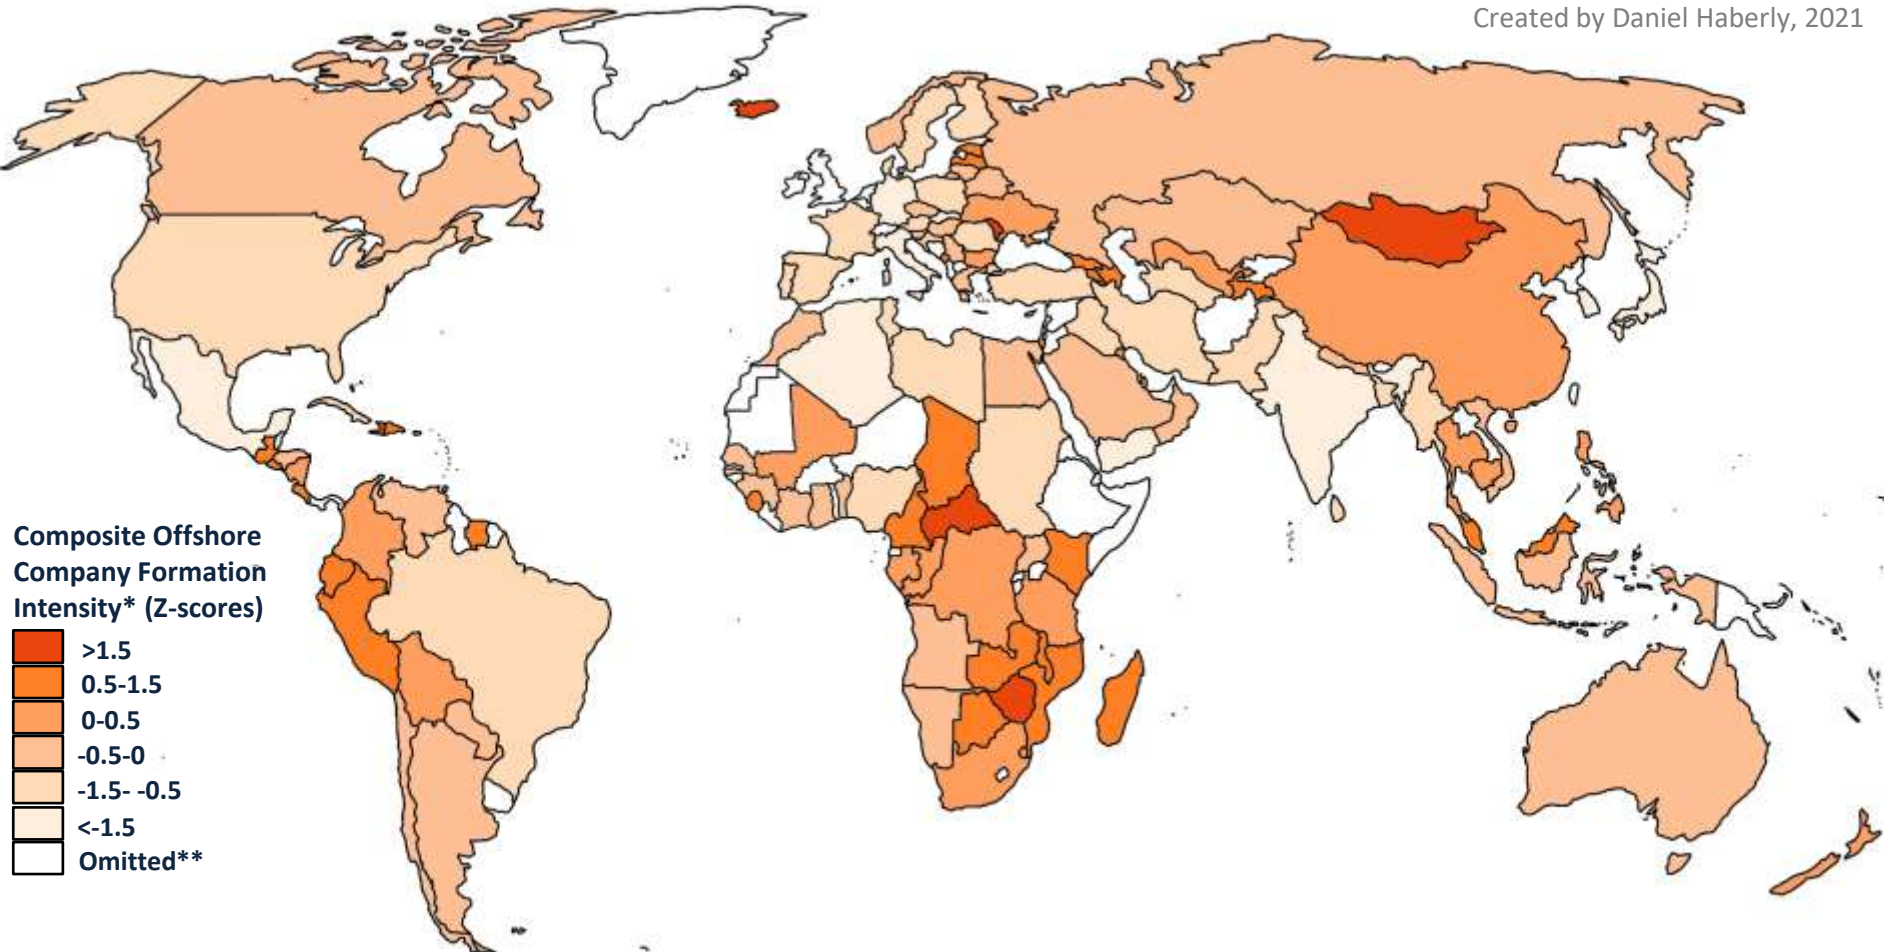 Created by Daniel Haberly, 2021
Composite Offshore
Company Formation
Intensity* (Z-scores)
>1.5
0.5-1.5
0-0.5
-0.5-0
-1.5- -0.5
<-1.5
Omitted**